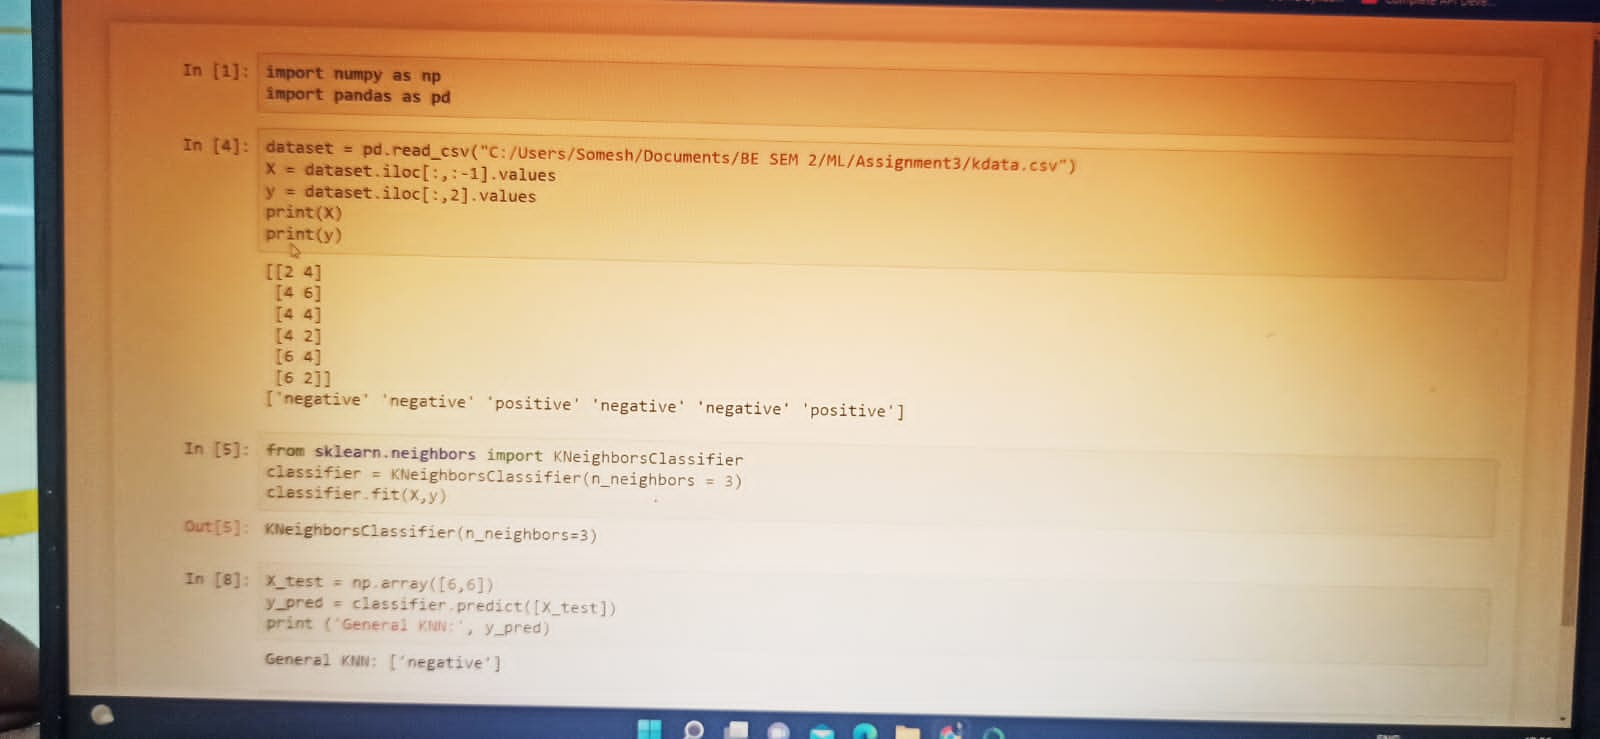 In [1]: import numpy as np
import pandas as pd
In [4]: dataset = pd.read_csv("C:/Users/Somesh/Documents/BE SEM 2/ML/Assignment3/kdata.csv")
X = dataset.iloc[:,:-1].values
y = dataset.iloc[:,2].values
print(X)
print(y)
[[2 4]
[4 6]
[4 4]
[4 2]
[6 4]
[6 2]]
['negative' 'negative' 'positive' 'negative' 'negative' 'positive']
In [5]: from sklearn.neighbors import KNeighborsClassifier
classifier = KNeighborsClassifier(n_neighbors = 3)
classifier.fit(X,y)
Out[5]: KNeighborsClassifier(n_neighbors=3)
In [8]: X_test = np.array([6,6])
y_pred = classifier.predict([X_test])
print ('General KNN:', y_pred)
General KNN: ['negative']
ENG